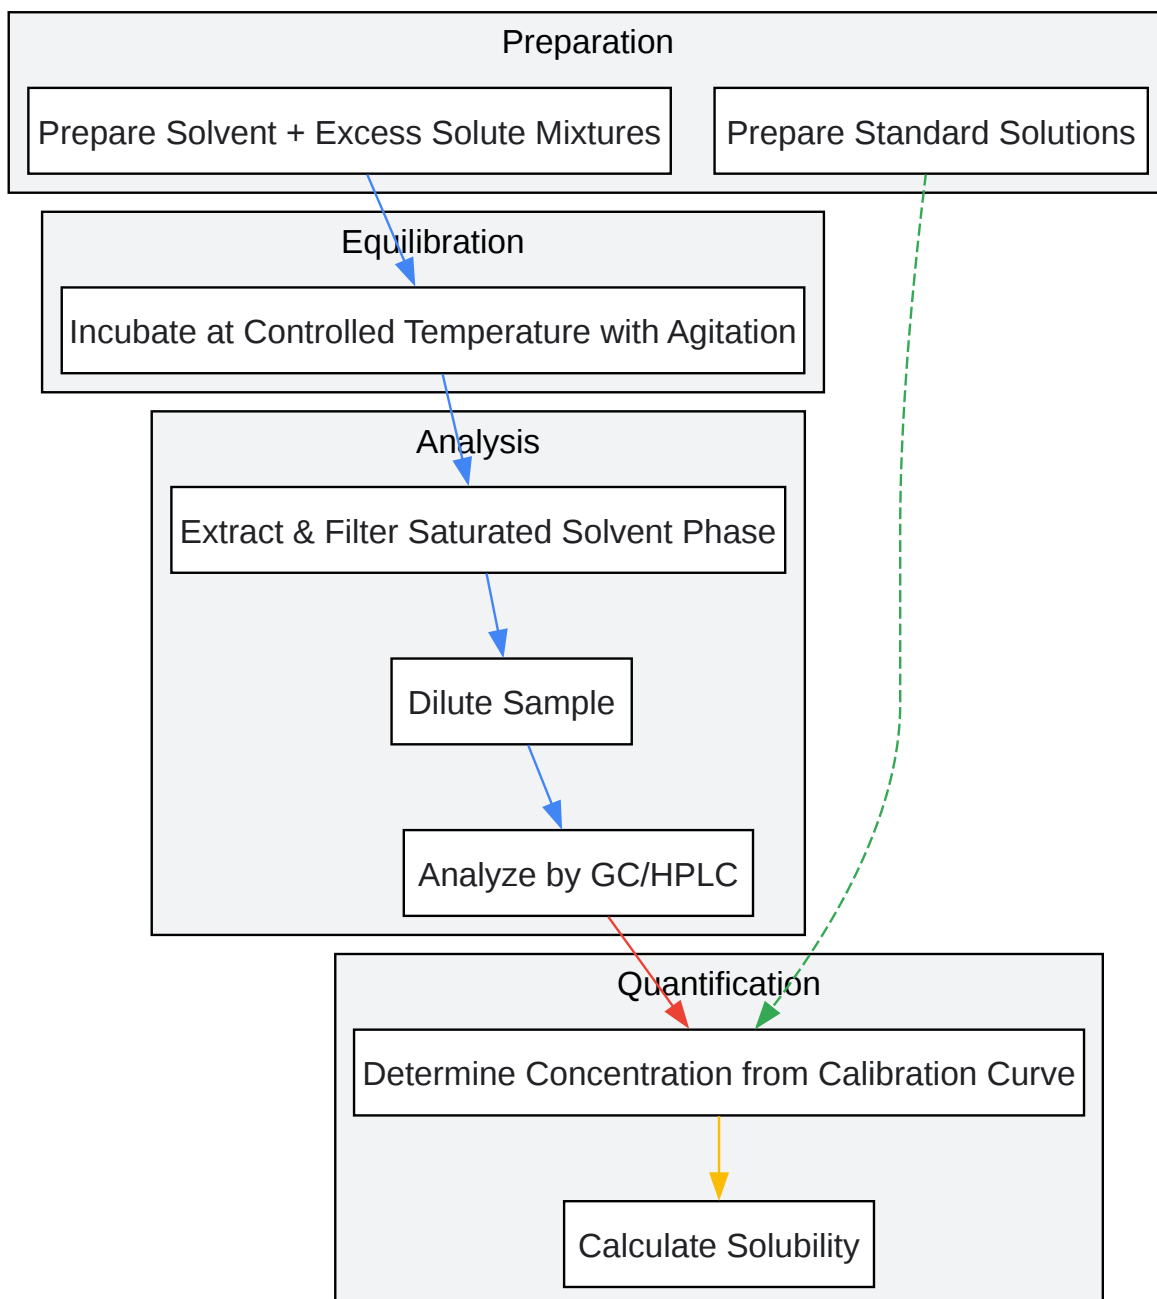 Preparation
Prepare Solvent + Excess Solute Mixtures
Prepare Standard Solutions
Equilibration
Incubate at Controlled Temperature with Agitation
Analysis
Extract & Filter Saturated Solvent Phase
Dilute Sample
Analyze by GC/HPLC
Quantification
Determine Concentration from Calibration Curve
Calculate Solubility